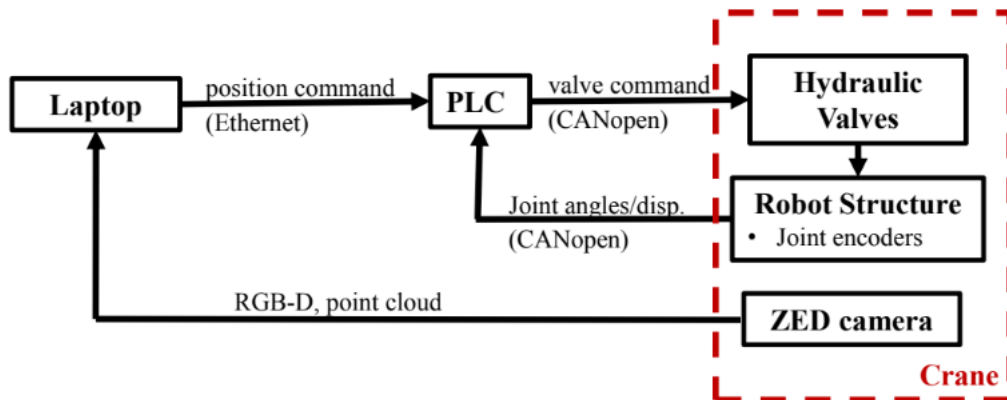 Laptop
position command
(Ethernet)
PLC
valve command
(CANopen)
Hydraulic
Valves
Joint angles/disp.
(CANopen)
Robot Structure
• Joint encoders
RGB-D, point cloud
ZED camera
Crane